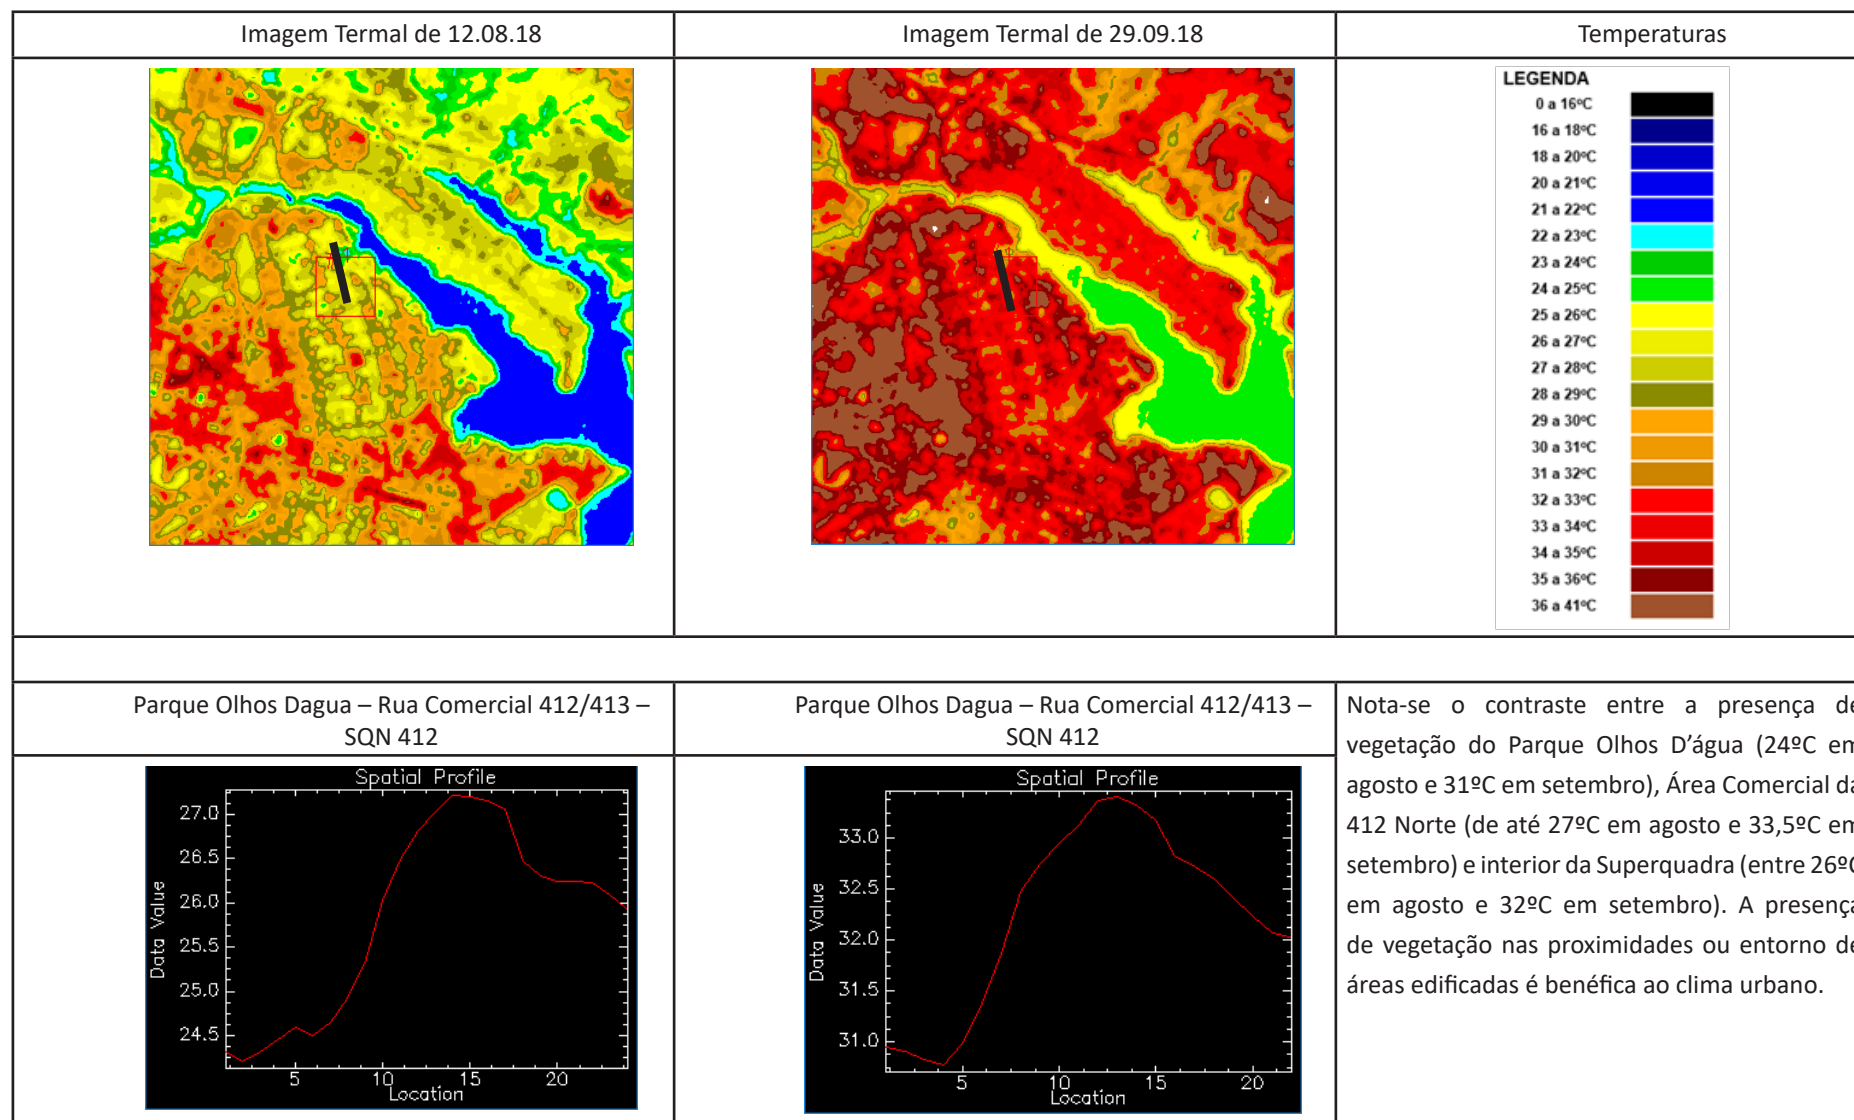 Imagem Termal de 12.08.18
Imagem Termal de 29.09.18
Temperaturas
LEGENDA
0 a 16ºC
16 a 18ºC
18 a 20ºC
20 a 21ºC
21 a 22ºC
22 a 23ºC
23 a 24ºC
24 a 25ºC
25 a 26ºC
26 a 27ºC
27 a 28ºC
28 a 29ºC
29 a 30ºC
30 a 31ºC
31 a 32ºC
32 a 33ºC
33 a 34ºC
34 a 35ºC
35 a 36ºC
36 a 41ºC
Parque Olhos Dagua – Rua Comercial 412/413 –
SQN 412
Parque Olhos Dagua – Rua Comercial 412/413 –
SQN 412
Spatial Profile
27.0
26.5
26.0
25.5
25.0
24.5
Data Value
5 10 15 20
Location
Spatial Profile
33.0
32.5
32.0
31.5
31.0
Data Value
5 10 15 20
Location
Nota-se o contraste entre a presença de
vegetação do Parque Olhos D’água (24ºC em
agosto e 31ºC em setembro), Área Comercial da
412 Norte (de até 27ºC em agosto e 33,5ºC em
setembro) e interior da Superquadra (entre 26ºC
em agosto e 32ºC em setembro). A presença
de vegetação nas proximidades ou entorno de
áreas edificadas é benéfica ao clima urbano.